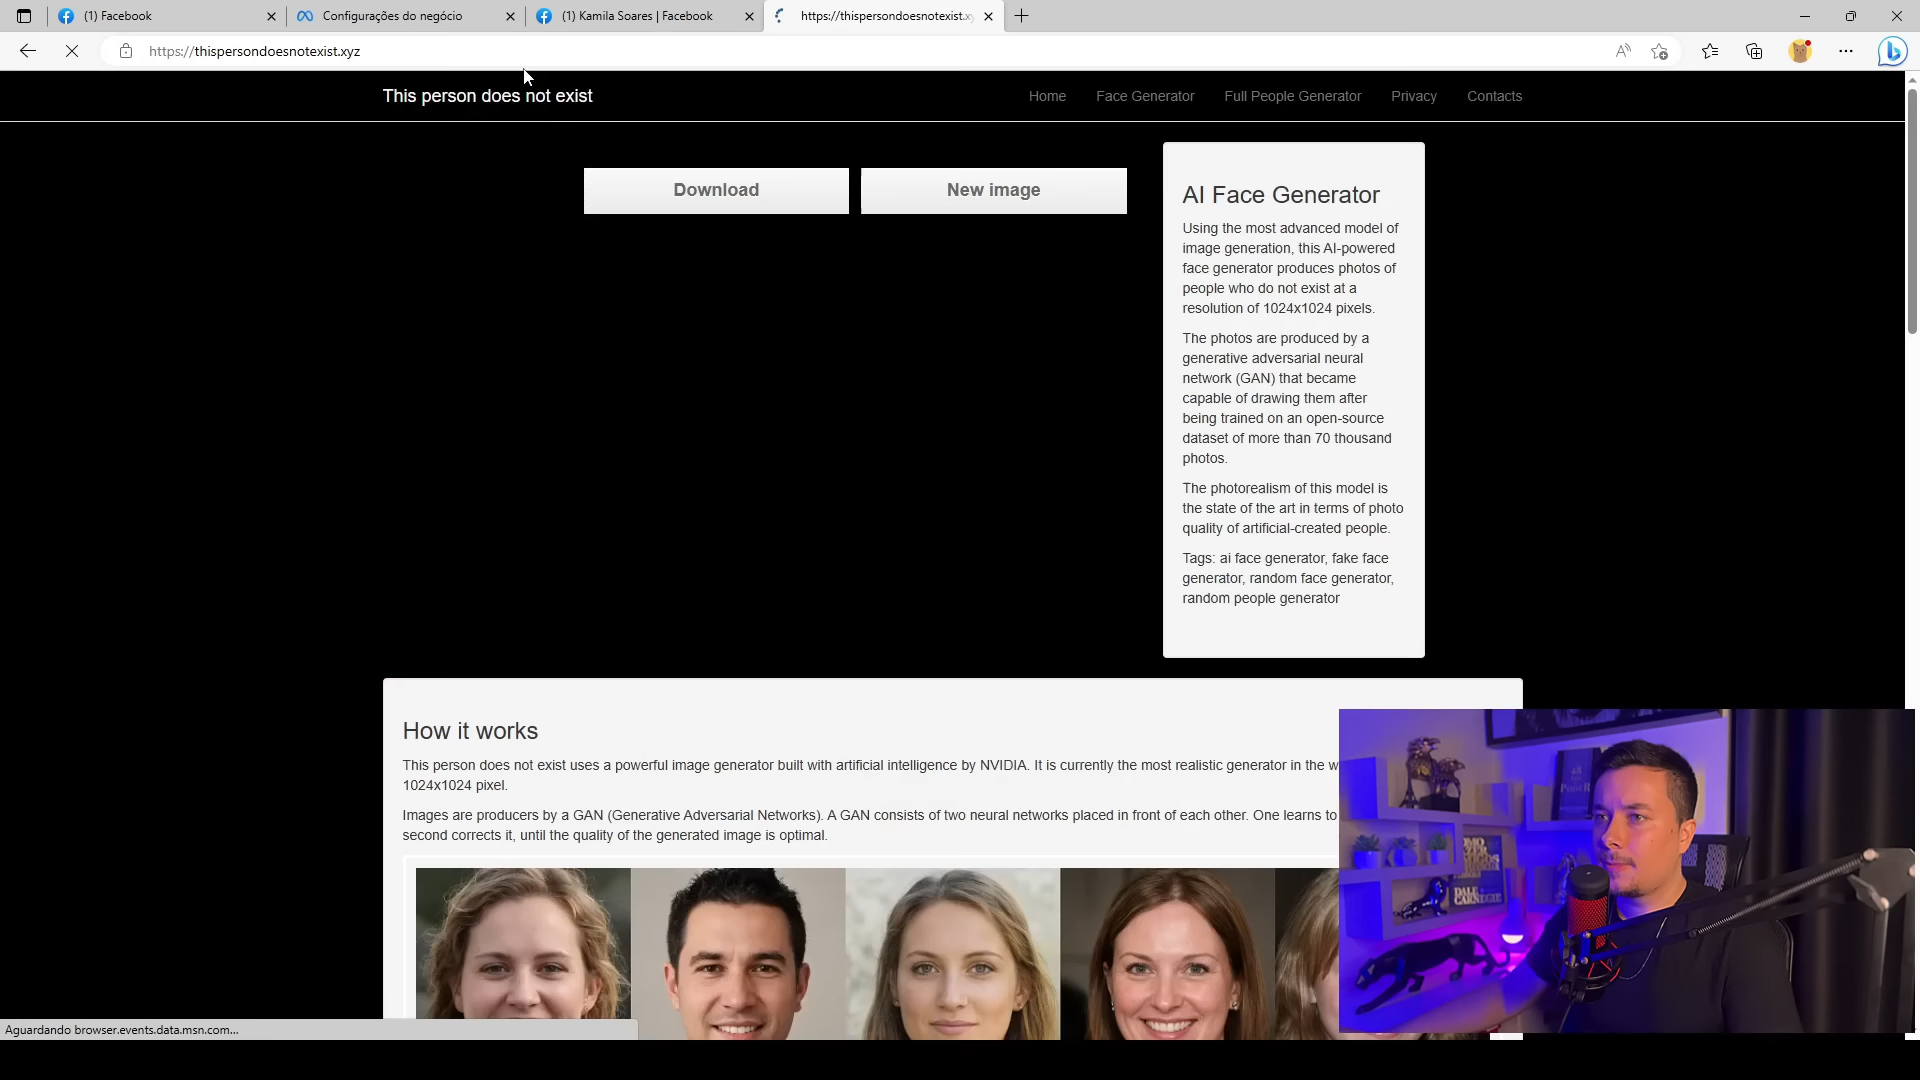 (1) Facebook
Configurações do negócio
(1) Kamila Soares | Facebook
https://thispersondoesnotexist.xy
https://thispersondoesnotexist.xyz
This person does not exist
Home
Face Generator
Full People Generator
Privacy
Contacts
Download
New image
AI Face Generator
Using the most advanced model of
image generation, this AI-powered
face generator produces photos of
people who do not exist at a
resolution of 1024x1024 pixels.
The photos are produced by a
generative adversarial neural
network (GAN) that became
capable of drawing them after
being trained on an open-source
dataset of more than 70 thousand
photos.
The photorealism of this model is
the state of the art in terms of photo
quality of artificial-created people.
Tags: ai face generator, fake face
generator, random face generator,
random people generator
How it works
This person does not exist uses a powerful image generator built with artificial intelligence by NVIDIA. It is currently the most realistic generator in the w
1024x1024 pixel.
Images are producers by a GAN (Generative Adversarial Networks). A GAN consists of two neural networks placed in front of each other. One learns to
second corrects it, until the quality of the generated image is optimal.
DALE
CARNEGIE
Aguardando browser.events.data.msn.com...